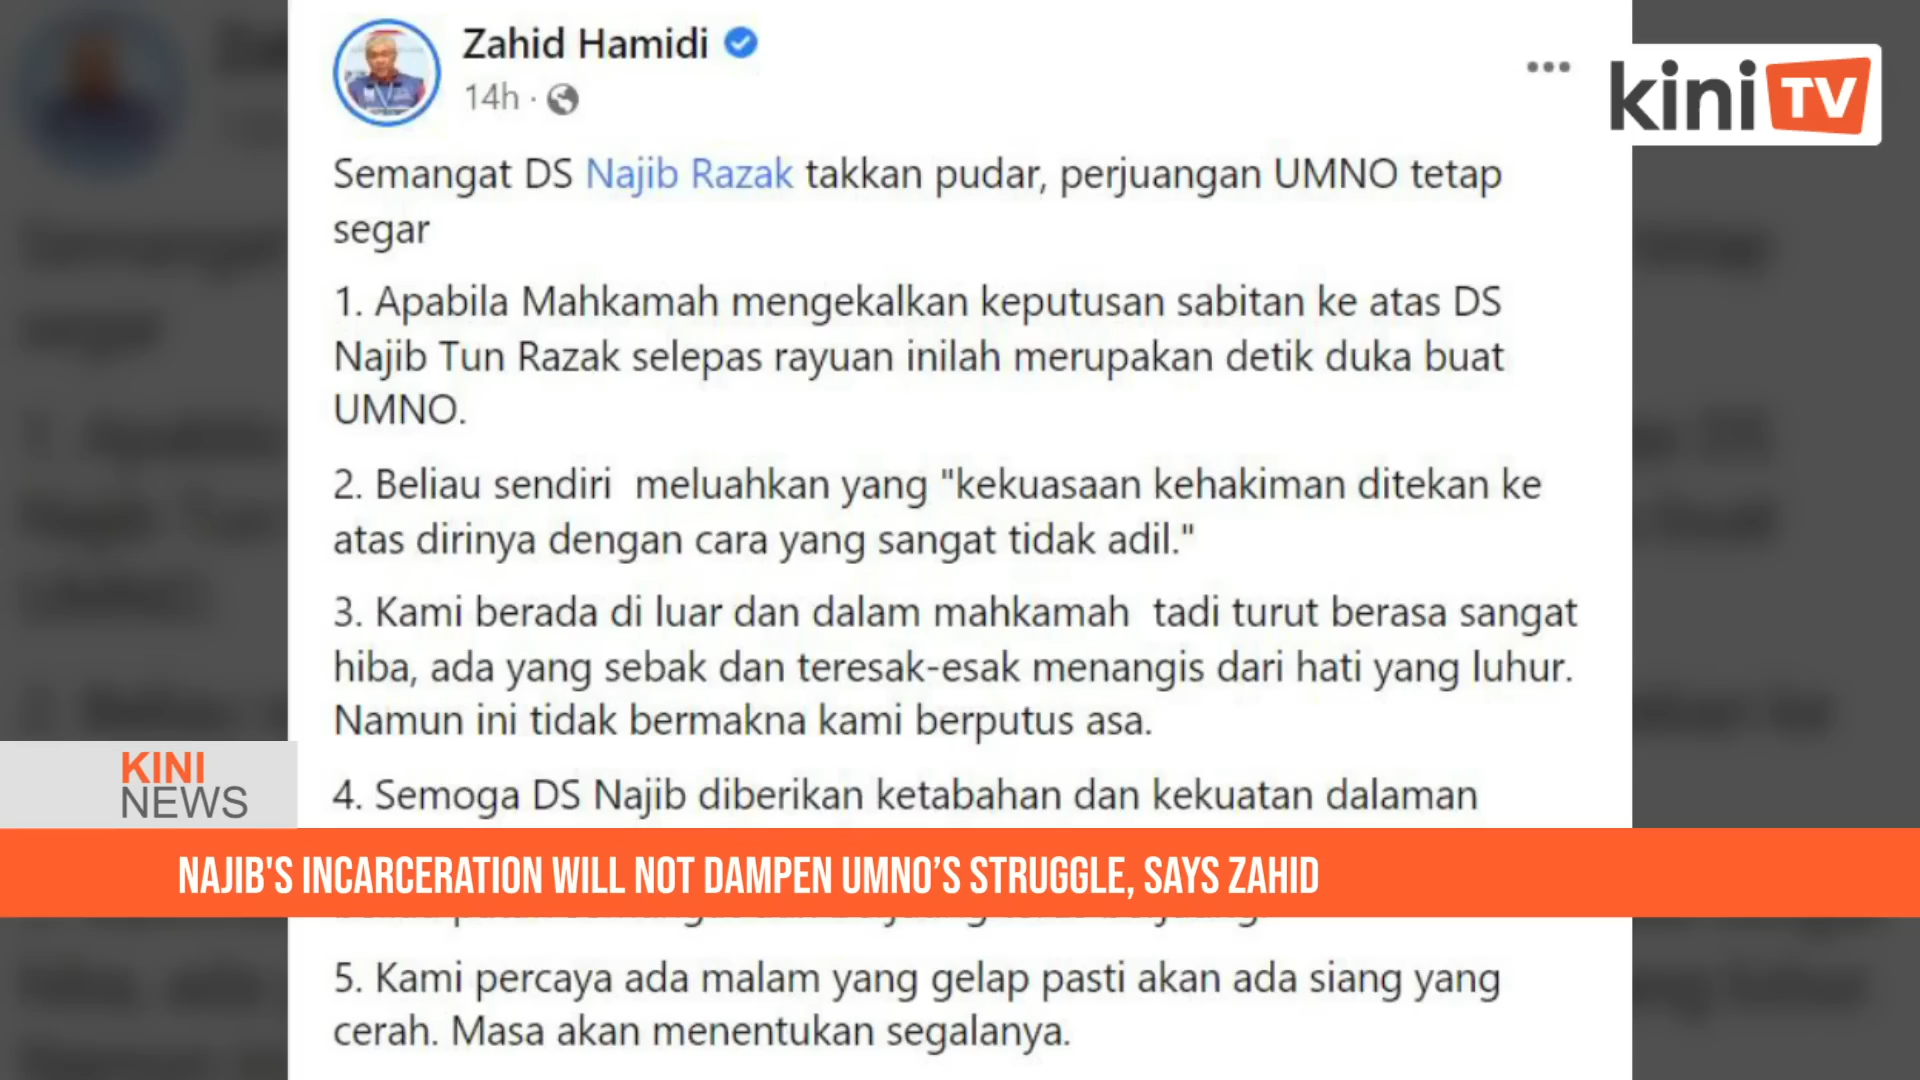 Zahid Hamidi
14h ·
kini TV
Semangat DS Najib Razak takkan pudar, perjuangan UMNO tetap
segar
1. Apabila Mahkamah mengekalkan keputusan sabitan ke atas DS
Najib Tun Razak selepas rayuan inilah merupakan detik duka buat
UMNO.
2. Beliau sendiri meluahkan yang "kekuasaan kehakiman ditekan ke
atas dirinya dengan cara yang sangat tidak adil."
3. Kami berada di luar dan dalam mahkamah tadi turut berasa sangat
hiba, ada yang sebak dan teresak-esak menangis dari hati yang luhur.
Namun ini tidak bermakna kami berputus asa.
4. Semoga DS Najib diberikan ketabahan dan kekuatan dalaman
KINI
NEWS
NAJIB'S INCARCERATION WILL NOT DAMPEN UMNO’S STRUGGLE, SAYS ZAHID
5. Kami percaya ada malam yang gelap pasti akan ada siang yang
cerah. Masa akan menentukan segalanya.